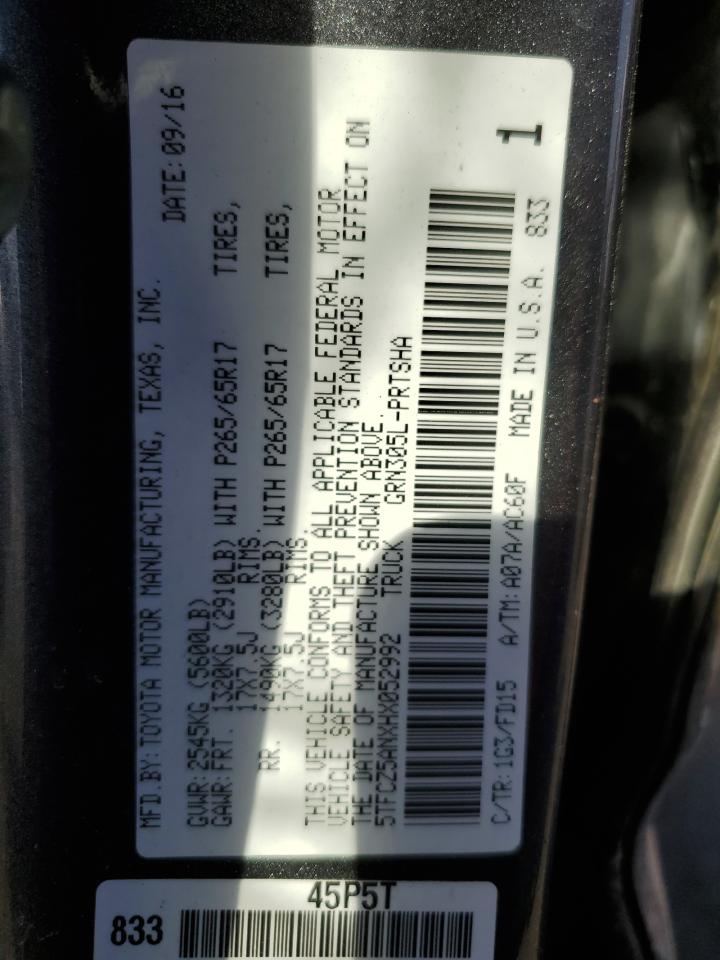 MFD.BY:TOYOTA MOTOR MANUFACTURING, TEXAS, INC.
DATE:09/16
GVWR:2545KG (5600LB)
GAWR:FRT. 1320KG (2910LB) WITH P265/65R17 TIRES,
17X7.5J RIMS.
RR. 1490KG (3280LB) WITH P265/65R17 TIRES,
17X7.5J RIMS.
THIS VEHICLE CONFORMS TO ALL APPLICABLE FEDERAL MOTOR
VEHICLE SAFETY AND THEFT PREVENTION STANDARDS IN EFFECT ON
THE DATE OF MANUFACTURE SHOWN ABOVE.
5TFCZ5ANXHX052992 TRUCK GRN305L-PRTSHA
1
C/TR:1G3/FD15 A/TM:A07A/AC60F MADE IN U.S.A. 833
45P5T
833